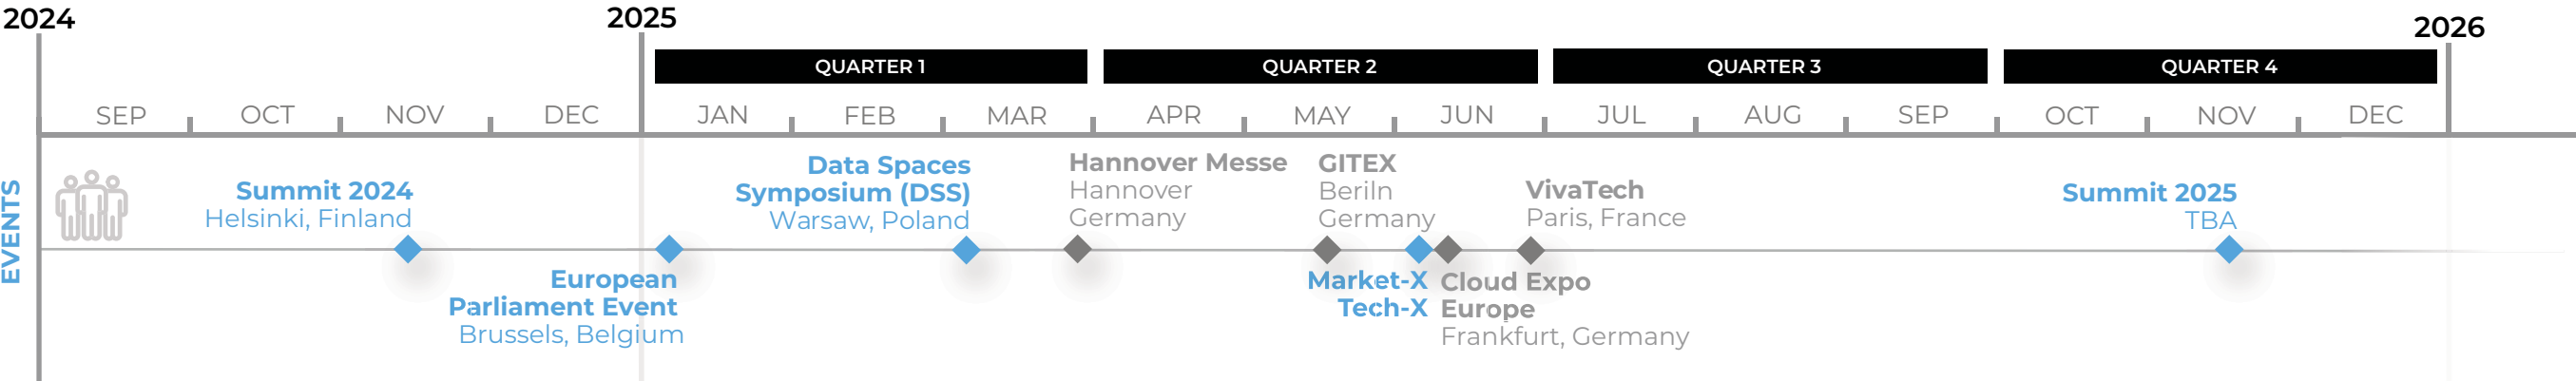 2024
2025
2026
QUARTER 1
QUARTER 2
QUARTER 3
QUARTER 4
SEP
OCT
NOV
DEC
JAN
FEB
MAR
APR
MAY
JUN
JUL
AUG
SEP
OCT
NOV
DEC
EVENTS
Summit 2024
Helsinki, Finland
European
Parliament Event
Brussels, Belgium
Data Spaces
Symposium (DSS)
Warsaw, Poland
Hannover Messe
Hannover
Germany
GITEX
Beriln
Germany
Market-X
Tech-X
Cloud Expo
Europe
Frankfurt, Germany
VivaTech
Paris, France
Summit 2025
TBA